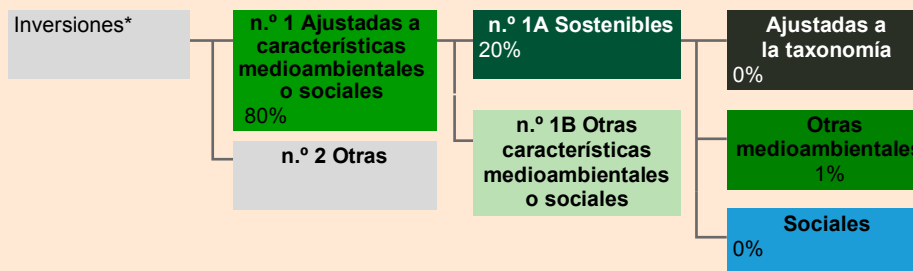 Inversiones*
n.º 1 Ajustadas a
características
medioambientales
o sociales
80%
n.º 2 Otras
n.º 1A Sostenibles
20%
n.º 1B Otras
características
medioambientales
o sociales
Ajustadas a
la taxonomía
0%
Otras
medioambientales
1%
Sociales
0%